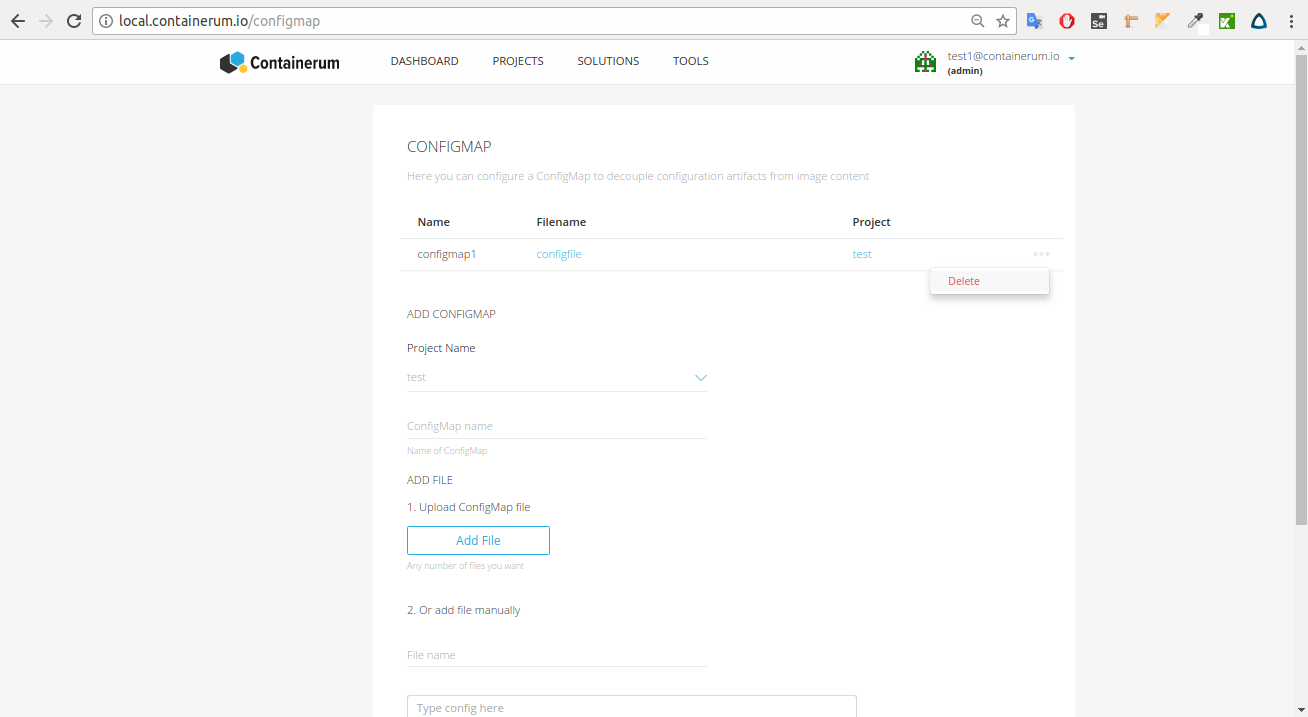 local.containerum.io/configmap
Containerum DASHBOARD PROJECTS SOLUTIONS TOOLS test1@containerum.io
(admin)
CONFIGMAP
Here you can configure a ConfigMap to decouple configuration artifacts from image content
Name Filename Project
configmap1 configfile test
Delete
ADD CONFIGMAP
Project Name
test
ConfigMap name
Name of ConfigMap
ADD FILE
1. Upload ConfigMap file
Add File
Any number of files you want
2. Or add file manually
File name
Type config here